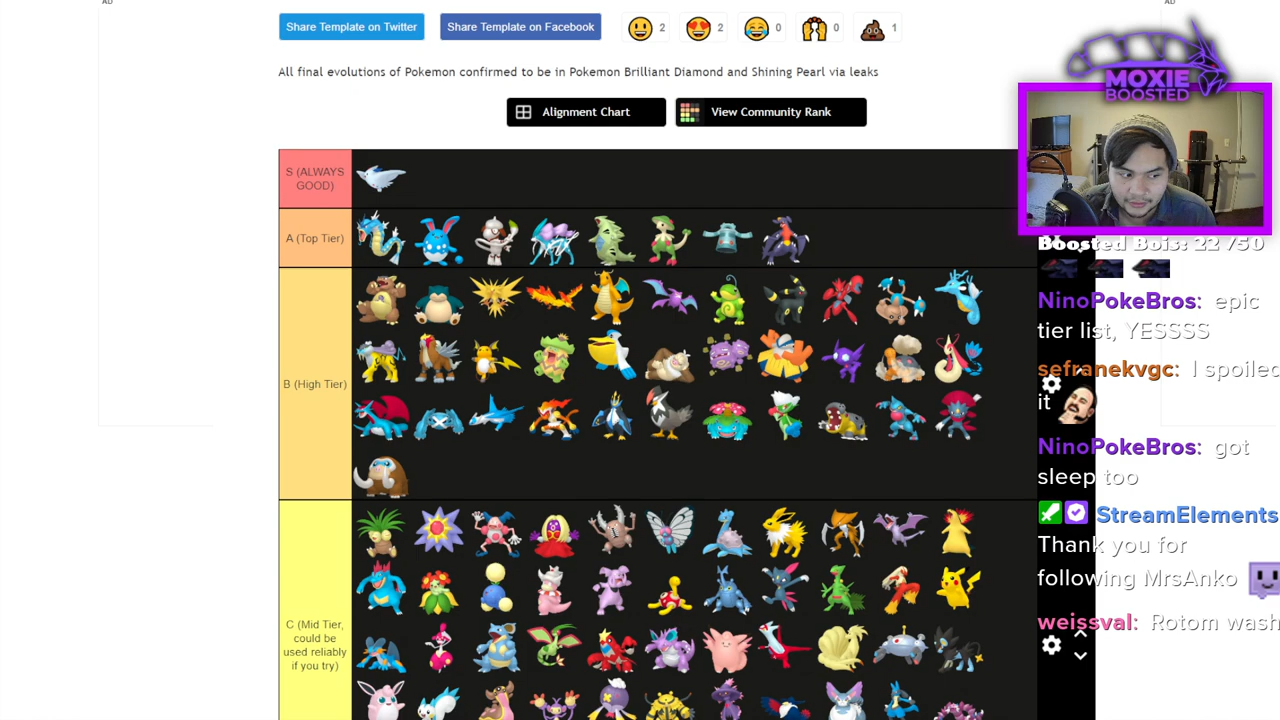 AD
AD
Share Template on Twitter
Share Template on Facebook
2
2
0
0
1
All final evolutions of Pokemon confirmed to be in Pokemon Brilliant Diamond and Shining Pearl via leaks
Alignment Chart
View Community Rank
S (ALWAYS
GOOD)
A (Top Tier)
B (High Tier)
C (Mid Tier,
could be
used reliably
if you try)
MOXIE
BOOSTED
Boosted Bois: 22 /50
NinoPokeBros: epic
tier list, YESSSS
sefranekvgc: I spoiled
it
NinoPokeBros: got
sleep too
StreamElements
Thank you for
following MrsAnko
weissval: Rotom wash